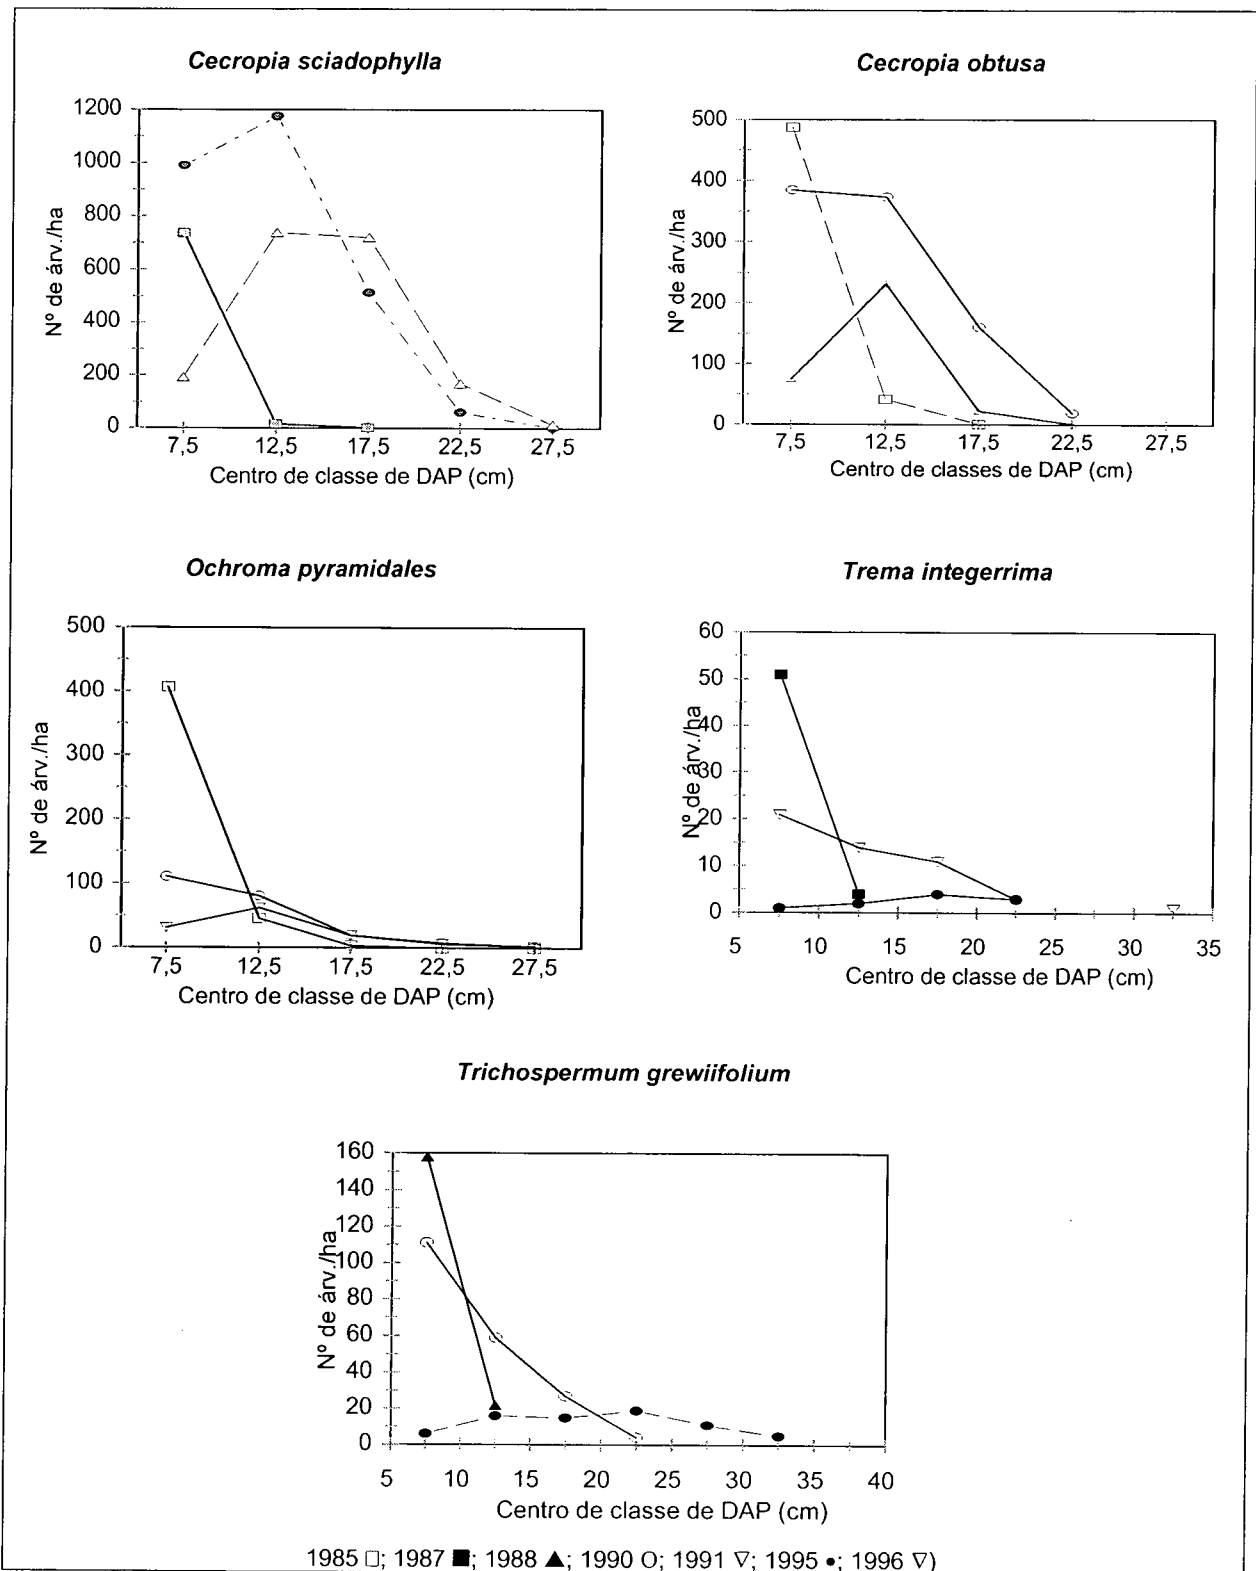 Cecropia sciadophylla
1200
1000
800
600
400
200
0
Nº de árv./ha
7,5 12,5 17,5 22,5 27,5
Centro de classe de DAP (cm)
Cecropia obtusa
500
400
300
200
100
0
Nº de árv./ha
7,5 12,5 17,5 22,5 27,5
Centro de classes de DAP (cm)
Ochroma pyramidales
500
400
300
200
100
0
Nº de árv./ha
7,5 12,5 17,5 22,5 27,5
Centro de classe de DAP (cm)
Trema integerrima
60
50
40
30
20
10
0
Nº de árv./ha
5 10 15 20 25 30 35
Centro de classe de DAP (cm)
Trichospermum grewiifolium
160
140
120
100
80
60
40
20
0
Nº de árv./ha
5 10 15 20 25 30 35 40
Centro de classe de DAP (cm)
1985 □; 1987 ■; 1988 ▲; 1990 O; 1991 ▽; 1995 •; 1996 ▽)